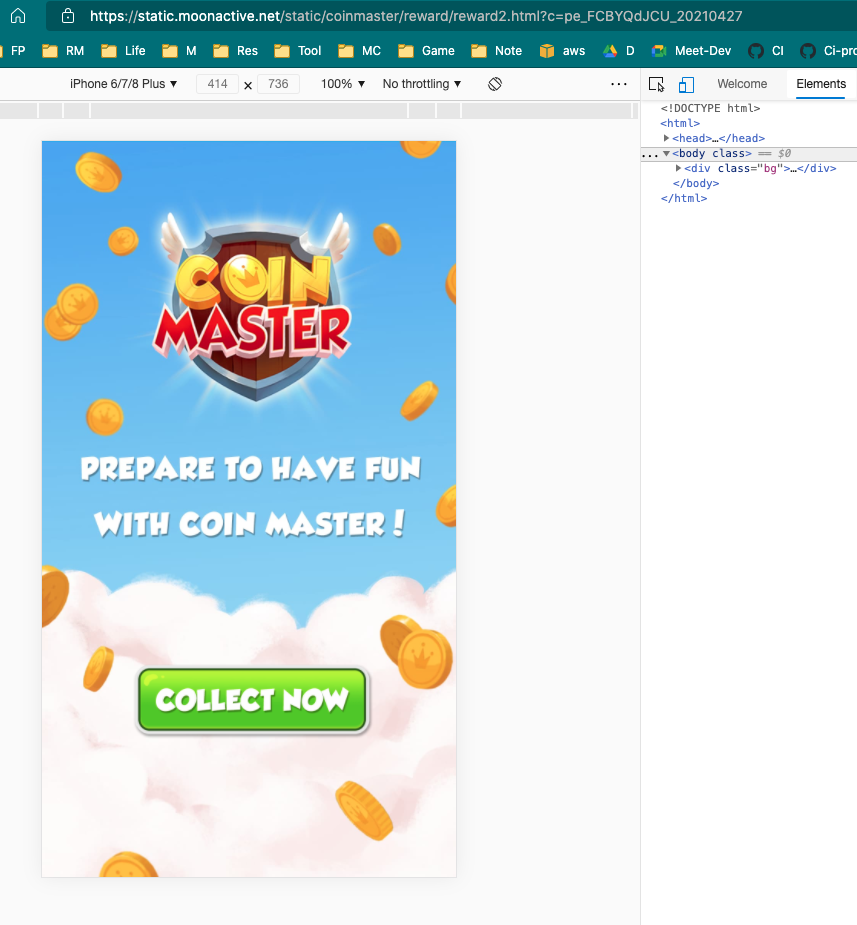 https://static.moonactive.net/static/coinmaster/reward/reward2.html?c=pe_FCBYQdJCU_20210427
FP RM Life M Res Tool MC Game Note aws D Meet-Dev CI Ci-pro
iPhone 6/7/8 Plus ▼ 414 × 736 100% ▼ No throttling ▼ ... Welcome Elements
<!DOCTYPE html>
<html>
▶<head>…</head>
... ▼<body class> == $0
▶<div class="bg">…</div>
</body>
</html>
COIN
MASTER
PREPARE TO HAVE FUN
WITH COIN MASTER!
COLLECT NOW